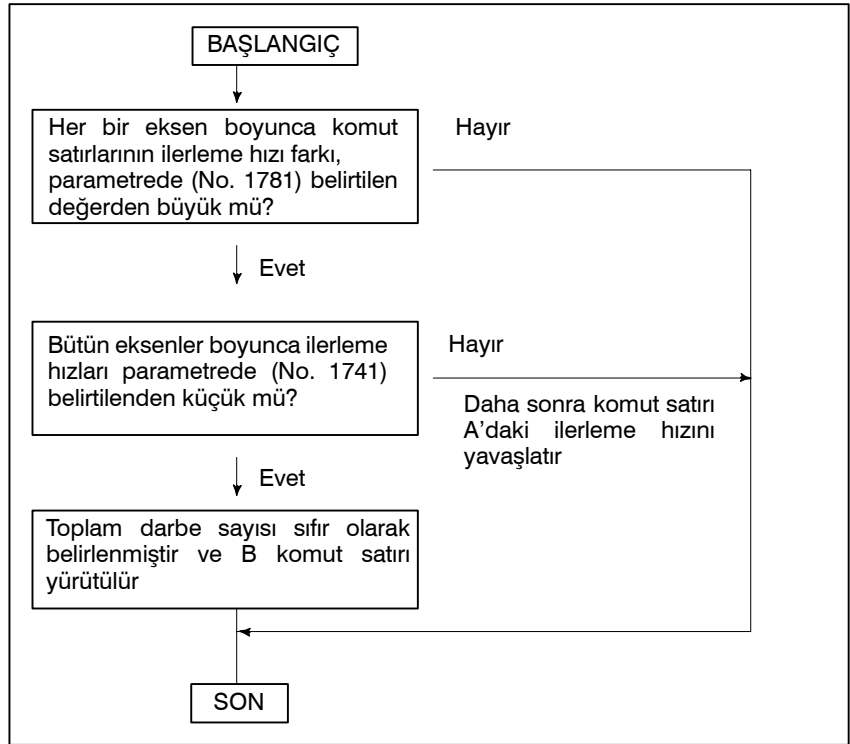 BAŞLANGIÇ
Her bir eksen boyunca komut
satırlarının ilerleme hızı farkı,
parametrede (No. 1781) belirtilen
değerden büyük mü?
Hayır
Evet
Bütün eksenler boyunca ilerleme
hızları parametrede (No. 1741)
belirtilenden küçük mü?
Hayır
Daha sonra komut satırı
A’daki ilerleme hızını
yavaşlatır
Evet
Toplam darbe sayısı sıfır olarak
belirlenmiştir ve B komut satırı
yürütülür
SON